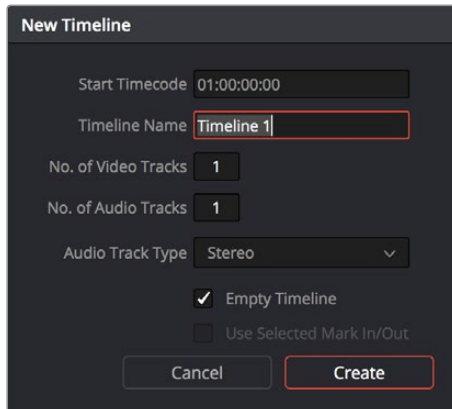 New Timeline
Start Timecode 01:00:00:00
Timeline Name Timeline 1
No. of Video Tracks 1
No. of Audio Tracks 1
Audio Track Type Stereo
Empty Timeline
Use Selected Mark In/Out
Cancel Create